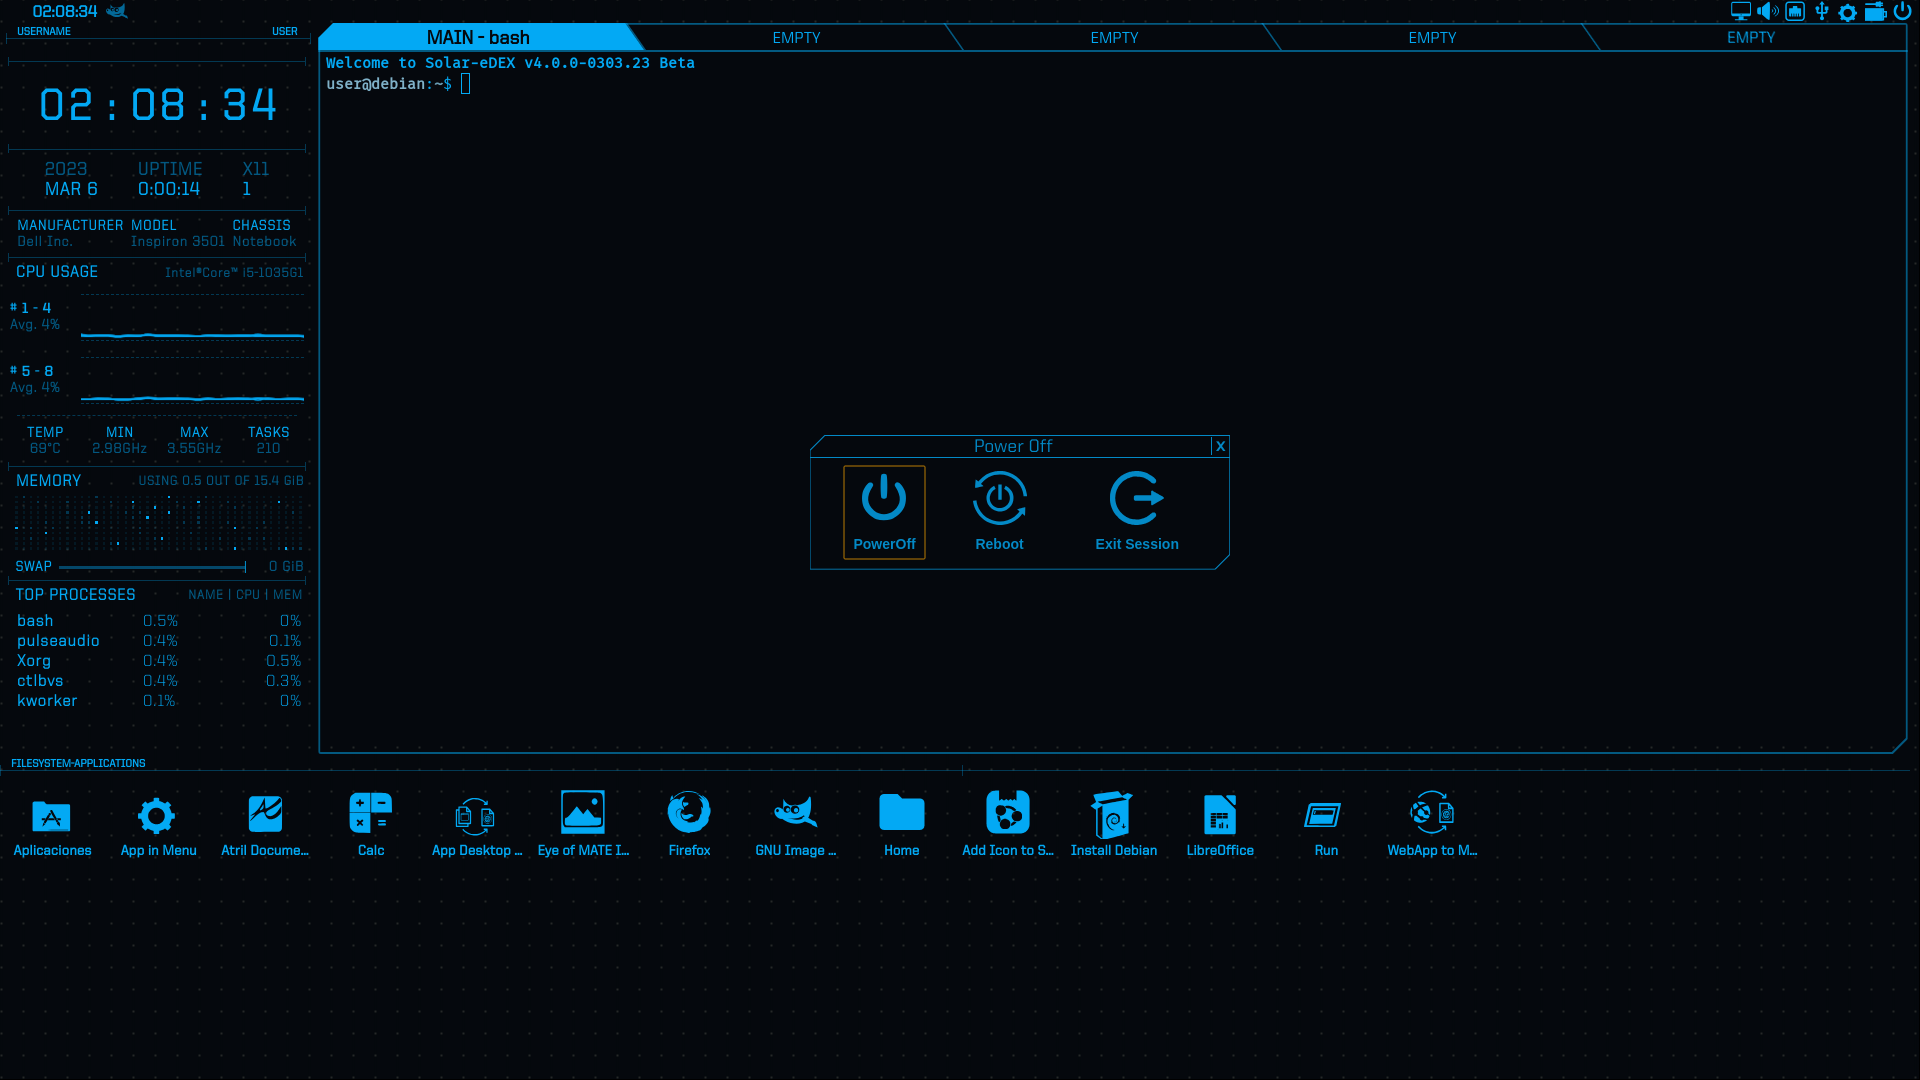 02:08:34
USERNAME USER
02:08:34
2023 UPTIME X11
MAR 6 0:00:14 1
MANUFACTURER MODEL CHASSIS
Dell Inc. Inspiron 3501 Notebook
CPU USAGE Intel®Core™ i5-1035G1
# 1 - 4
Avg. 4%
# 5 - 8
Avg. 4%
TEMP MIN MAX TASKS
69°C 2.98GHz 3.55GHz 210
MEMORY USING 0.5 OUT OF 15.4 GIB
SWAP 0 GIB
TOP PROCESSES NAME | CPU | MEM
bash 0.5% 0%
pulseaudio 0.4% 0.1%
Xorg 0.4% 0.5%
ctlbvs 0.4% 0.3%
kworker 0.1% 0%
MAIN - bash EMPTY EMPTY EMPTY EMPTY
Welcome to Solar-eDEX v4.0.0-0303.23 Beta
user@debian:~$
Power Off X
PowerOff Reboot Exit Session
FILESYSTEM-APPLICATIONS
Aplicaciones App in Menu Atril Docume... Calc App Desktop ... Eye of MATE I... Firefox GNU Image ... Home Add Icon to S... Install Debian LibreOffice Run WebApp to M...